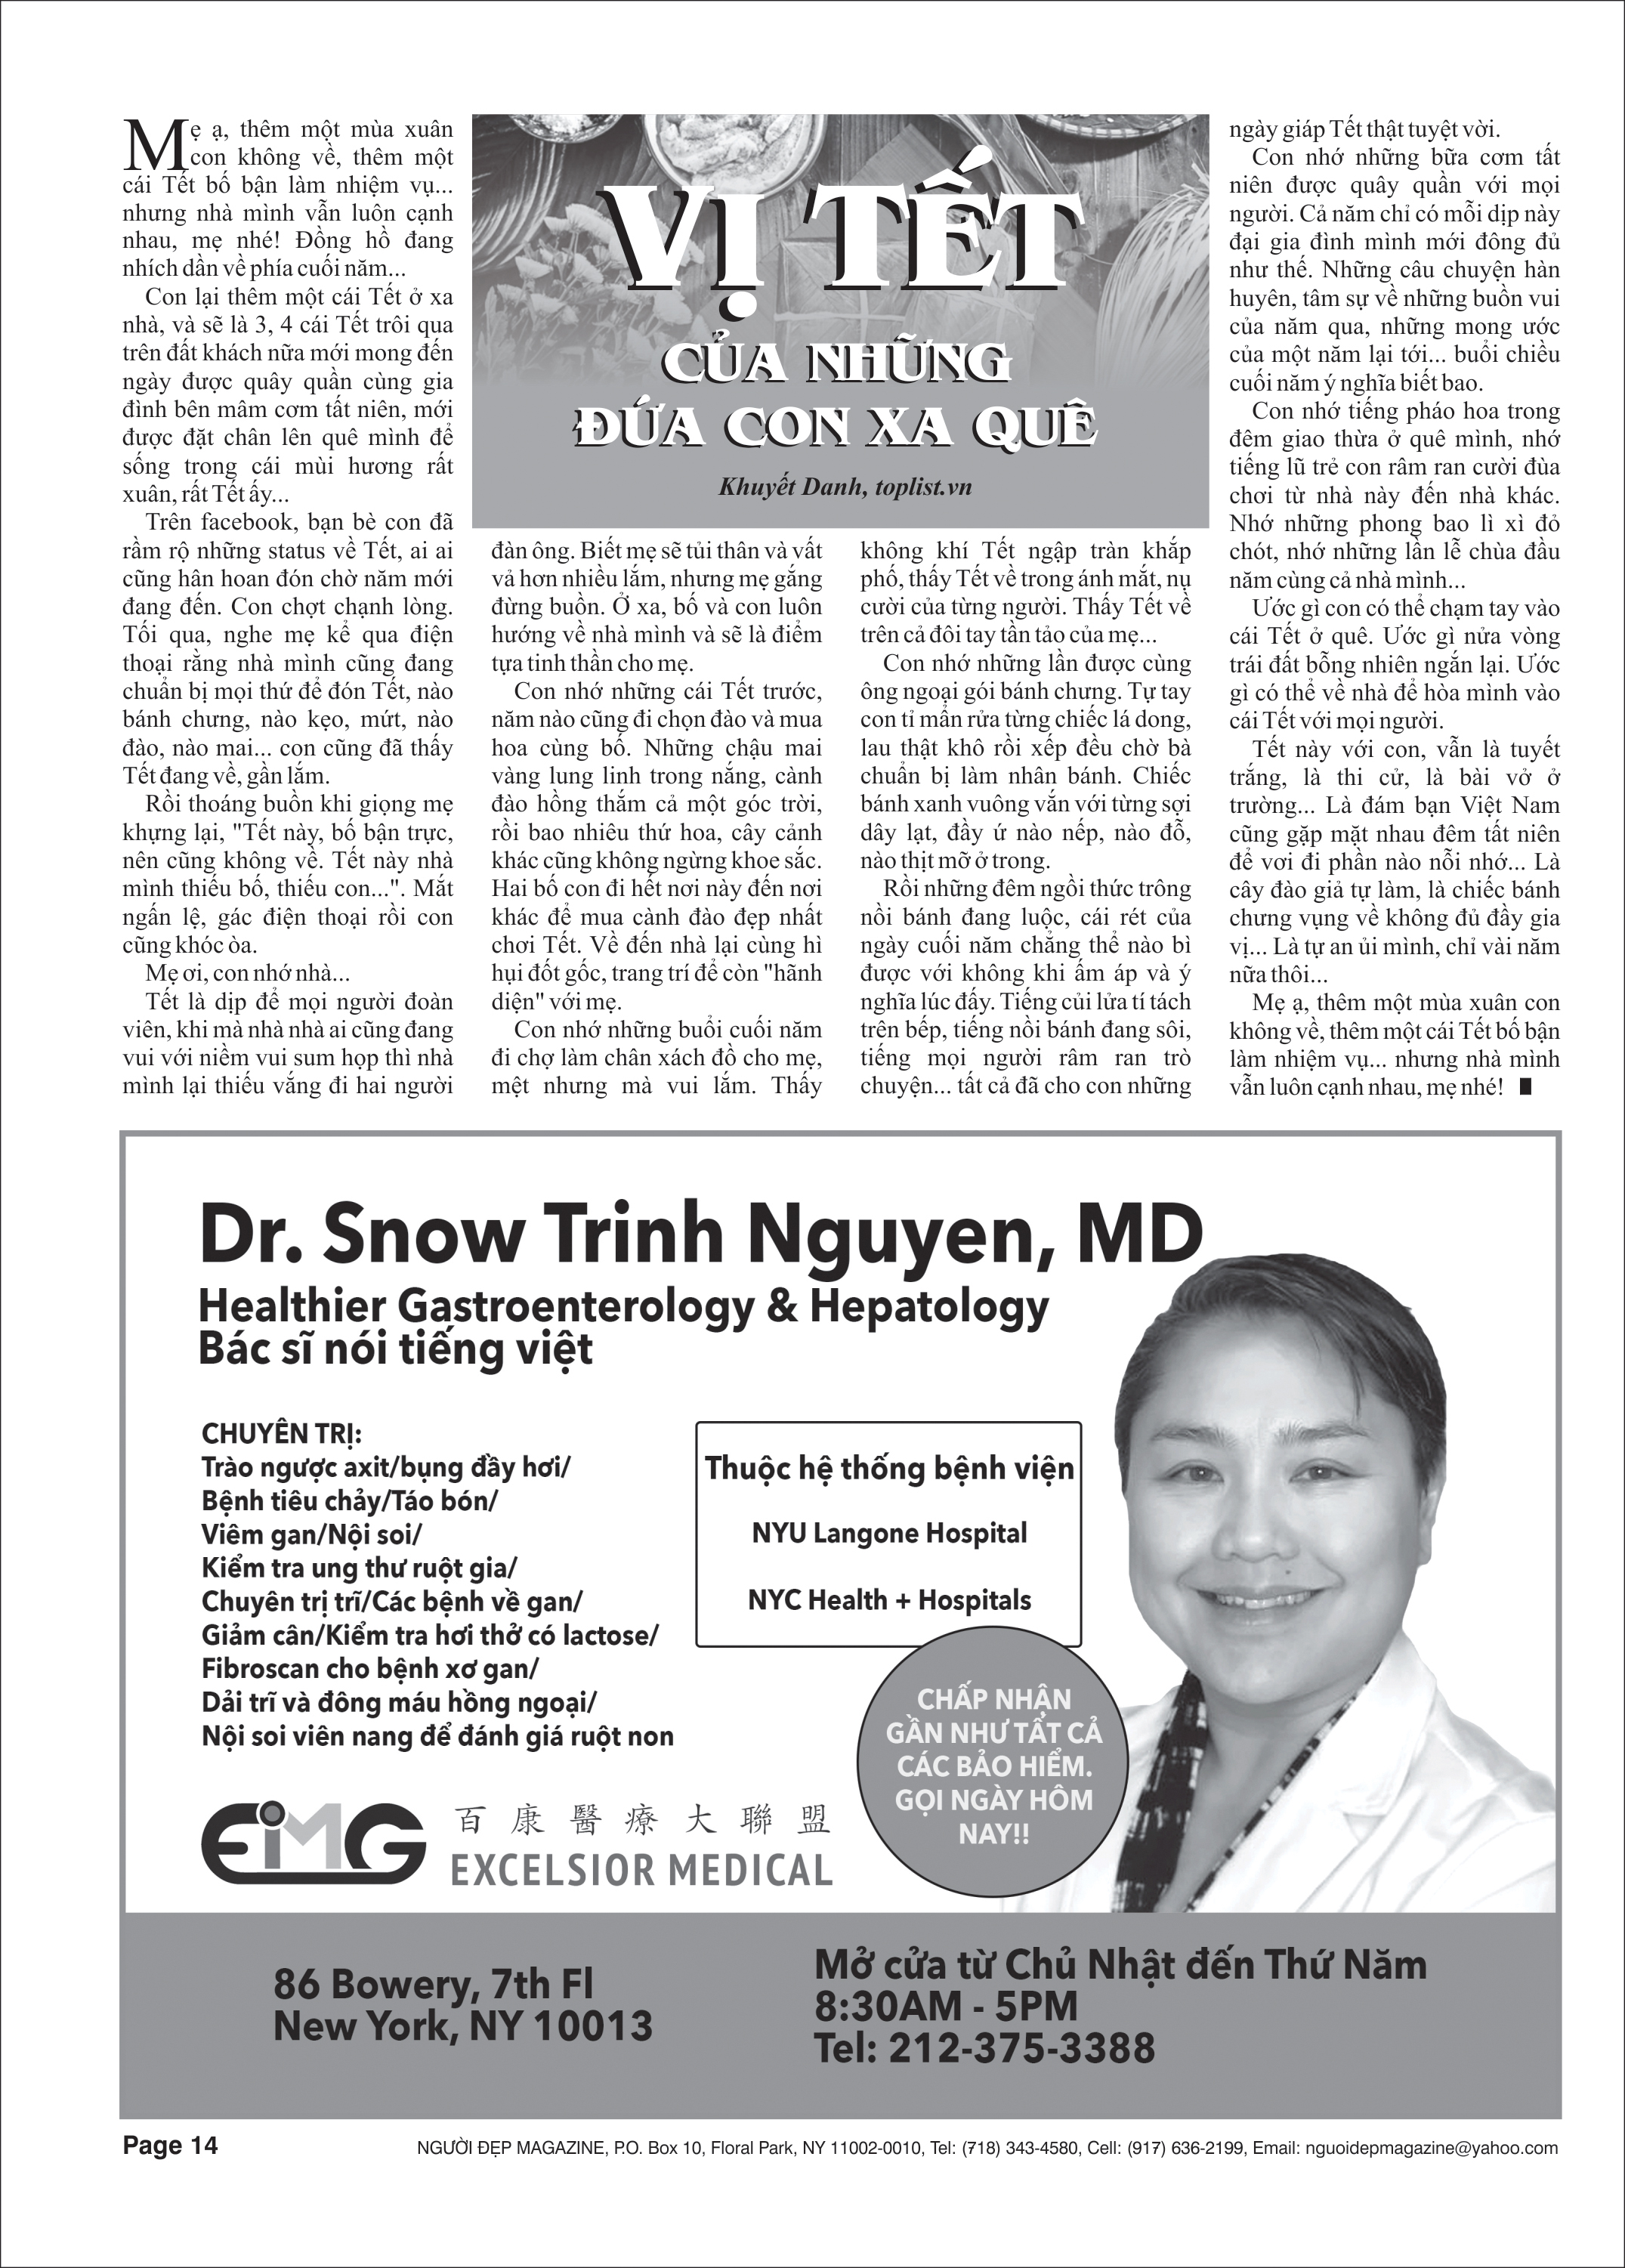 VỊ TẾT
CỦA NHỮNG
ĐỨA CON XA QUÊ
Khuyết Danh, toplist.vn
Mẹ ạ, thêm một mùa xuân
con không về, thêm một
cái Tết bố bận làm nhiệm vụ...
nhưng nhà mình vẫn luôn cạnh
nhau, mẹ nhé! Đồng hồ đang
nhích dần về phía cuối năm...
Con lại thêm một cái Tết ở xa
nhà, và sẽ là 3, 4 cái Tết trôi qua
trên đất khách nữa mới mong đến
ngày được quây quần cùng gia
đình bên mâm cơm tất niên, mới
được đặt chân lên quê mình để
sống trong cái mùi hương rất
xuân, rất Tết ấy...
Trên facebook, bạn bè con đã
rầm rộ những status về Tết, ai ai
cũng hân hoan đón chờ năm mới
đang đến. Con chợt chạnh lòng.
Tối qua, nghe mẹ kể qua điện
thoại rằng nhà mình cũng đang
chuẩn bị mọi thứ để đón Tết, nào
bánh chưng, nào kẹo, mứt, nào
đào, nào mai... con cũng đã thấy
Tết đang về, gần lắm.
Rồi thoáng buồn khi giọng mẹ
khựng lại, "Tết này, bố bận trực,
nên cũng không về. Tết này nhà
mình thiếu bố, thiếu con...". Mắt
ngấn lệ, gác điện thoại rồi con
cũng khóc òa.
Mẹ ơi, con nhớ nhà...
Tết là dịp để mọi người đoàn
viên, khi mà nhà nhà ai cũng đang
vui với niềm vui sum họp thì nhà
mình lại thiếu vắng đi hai người
đàn ông. Biết mẹ sẽ tủi thân và vất
vả hơn nhiều lắm, nhưng mẹ gắng
đừng buồn. Ở xa, bố và con luôn
hướng về nhà mình và sẽ là điểm
tựa tinh thần cho mẹ.
Con nhớ những cái Tết trước,
năm nào cũng đi chọn đào và mua
hoa cùng bố. Những chậu mai
vàng lung linh trong nắng, cành
đào hồng thắm cả một góc trời,
rồi bao nhiêu thứ hoa, cây cảnh
khác cũng không ngừng khoe sắc.
Hai bố con đi hết nơi này đến nơi
khác để mua cành đào đẹp nhất
chơi Tết. Về đến nhà lại cùng hì
hụi đốt gốc, trang trí để còn "hãnh
diện" với mẹ.
Con nhớ những buổi cuối năm
đi chợ làm chân xách đồ cho mẹ,
mệt nhưng mà vui lắm. Thấy
không khí Tết ngập tràn khắp
phố, thấy Tết về trong ánh mắt, nụ
cười của từng người. Thấy Tết về
trên cả đôi tay tần tảo của mẹ...
Con nhớ những lần được cùng
ông ngoại gói bánh chưng. Tự tay
con tỉ mẩn rửa từng chiếc lá dong,
lau thật khô rồi xếp đều chờ bà
chuẩn bị làm nhân bánh. Chiếc
bánh xanh vuông vắn với từng sợi
dây lạt, đầy ứ nào nếp, nào đỗ,
nào thịt mỡ ở trong.
Rồi những đêm ngồi thức trông
nồi bánh đang luộc, cái rét của
ngày cuối năm chẳng thể nào bì
được với không khi ấm áp và ý
nghĩa lúc đấy. Tiếng củi lửa tí tách
trên bếp, tiếng nồi bánh đang sôi,
tiếng mọi người râm ran trò
chuyện... tất cả đã cho con những
ngày giáp Tết thật tuyệt vời.
Con nhớ những bữa cơm tất
niên được quây quần với mọi
người. Cả năm chỉ có mỗi dịp này
đại gia đình mình mới đông đủ
như thế. Những câu chuyện hàn
huyên, tâm sự về những buồn vui
của năm qua, những mong ước
của một năm lại tới... buổi chiều
cuối năm ý nghĩa biết bao.
Con nhớ tiếng pháo hoa trong
đêm giao thừa ở quê mình, nhớ
tiếng lũ trẻ con râm ran cười đùa
chơi từ nhà này đến nhà khác.
Nhớ những phong bao lì xì đỏ
chót, nhớ những lần lễ chùa đầu
năm cùng cả nhà mình...
Ước gì con có thể chạm tay vào
cái Tết ở quê. Ước gì nửa vòng
trái đất bỗng nhiên ngắn lại. Ước
gì có thể về nhà để hòa mình vào
cái Tết với mọi người.
Tết này với con, vẫn là tuyết
trắng, là thi cử, là bài vở ở
trường... Là đám bạn Việt Nam
cũng gặp mặt nhau đêm tất niên
để vơi đi phần nào nỗi nhớ... Là
cây đào giả tự làm, là chiếc bánh
chưng vụng về không đủ đầy gia
vị... Là tự an ủi mình, chỉ vài năm
nữa thôi...
Mẹ ạ, thêm một mùa xuân con
không về, thêm một cái Tết bố bận
làm nhiệm vụ... nhưng nhà mình
vẫn luôn cạnh nhau, mẹ nhé!
Dr. Snow Trinh Nguyen, MD
Healthier Gastroenterology & Hepatology
Bác sĩ nói tiếng việt
CHUYÊN TRỊ:
Trào ngược axit/bụng đầy hơi/
Bệnh tiêu chảy/Táo bón/
Viêm gan/Nội soi/
Kiểm tra ung thư ruột gia/
Chuyên trị trĩ/Các bệnh về gan/
Giảm cân/Kiểm tra hơi thở có lactose/
Fibroscan cho bệnh xơ gan/
Dải trĩ và đông máu hồng ngoại/
Nội soi viên nang để đánh giá ruột non
Thuộc hệ thống bệnh viện
NYU Langone Hospital
NYC Health + Hospitals
CHẤP NHẬN
GẦN NHƯ TẤT CẢ
CÁC BẢO HIỂM.
GỌI NGÀY HÔM
NAY!!
EiMG
百康醫療大聯盟
EXCELSIOR MEDICAL
86 Bowery, 7th Fl
New York, NY 10013
Mở cửa từ Chủ Nhật đến Thứ Năm
8:30AM - 5PM
Tel: 212-375-3388
Page 14
NGƯỜI ĐẸP MAGAZINE, P.O. Box 10, Floral Park, NY 11002-0010, Tel: (718) 343-4580, Cell: (917) 636-2199, Email: nguoidepmagazine@yahoo.com